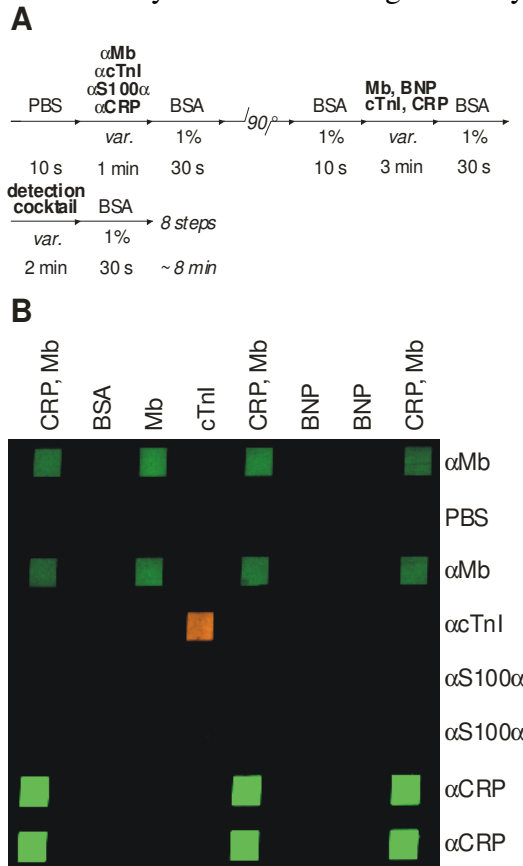 A
αMb
αcTnI
αS100α
PBS αCRP BSA /90/° BSA Mb, BNP cTnI, CRP BSA
var. 1% 1% var. 1%
10 s 1 min 30 s 10 s 3 min 30 s
detection
cocktail BSA 8 steps
var. 1%
2 min 30 s ~ 8 min
B
CRP, Mb
BSA
Mb
cTnI
CRP, Mb
BNP
BNP
CRP, Mb
αMb
PBS
αMb
αcTnI
αS100α
αS100α
αCRP
αCRP